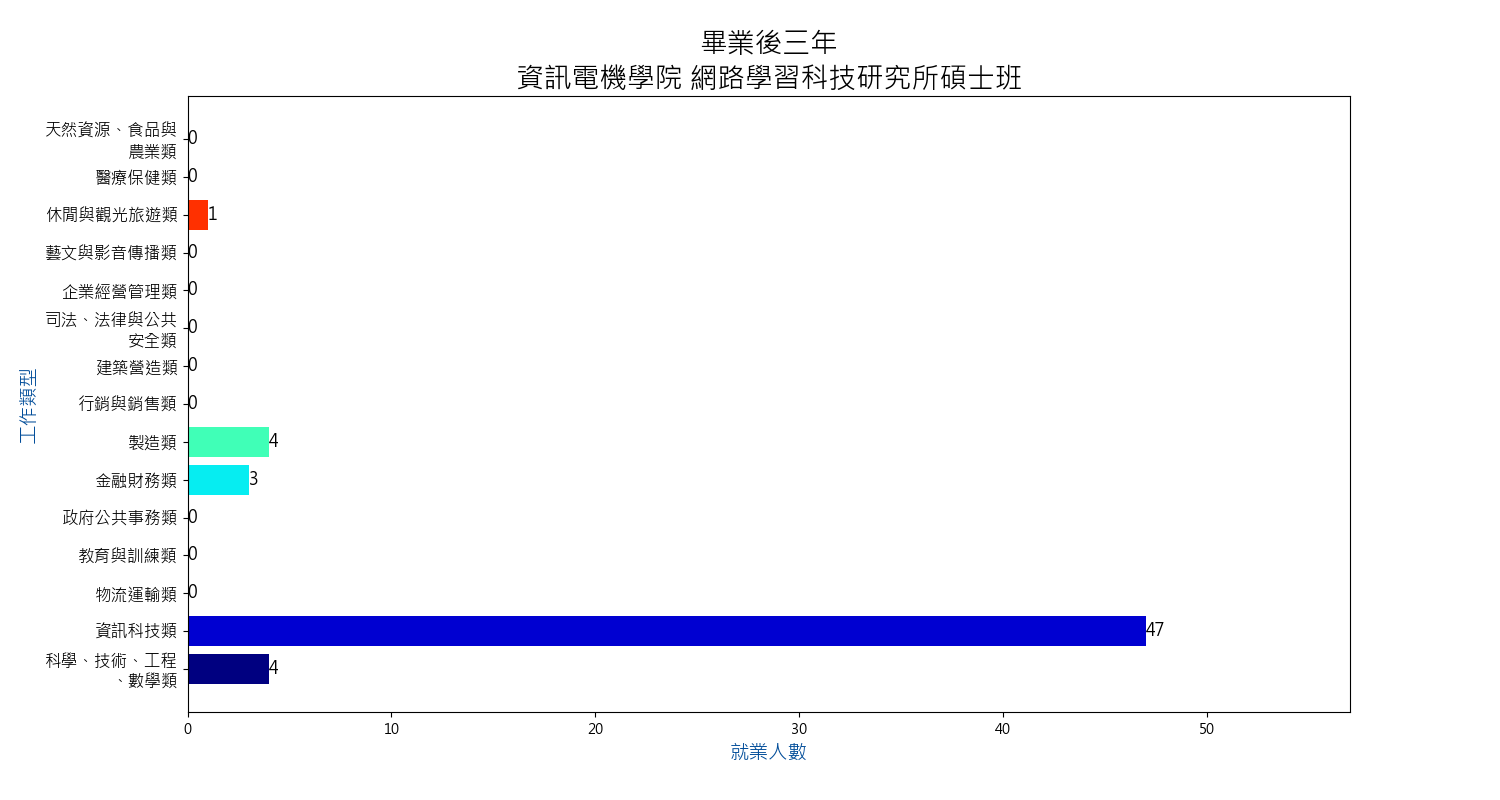 畢業後三年
資訊電機學院 網路學習科技研究所碩士班
天然資源、食品與
農業類
0
醫療保健類
0
休閒與觀光旅遊類
1
藝文與影音傳播類
0
企業經營管理類
0
司法、法律與公共
安全類
0
建築營造類
0
行銷與銷售類
0
製造類
4
金融財務類
3
政府公共事務類
0
教育與訓練類
0
物流運輸類
0
資訊科技類
47
科學、技術、工程
、數學類
4
工作類型
0 10 20 30 40 50
就業人數